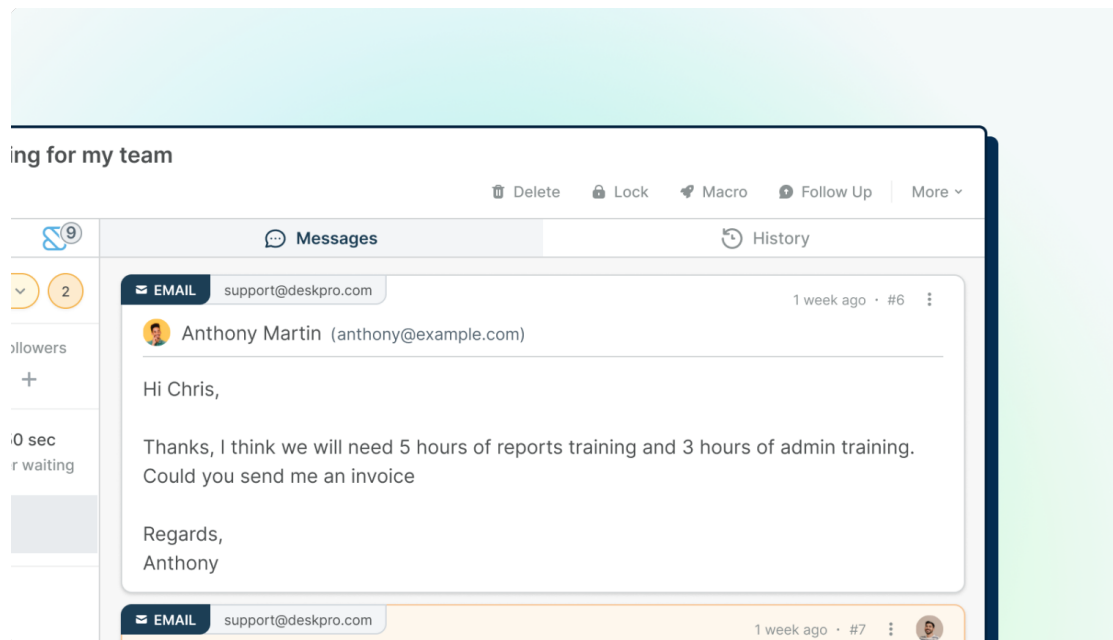 ing for my team
Delete
Lock
Macro
Follow Up
More
9
Messages
History
2
EMAIL
support@deskpro.com
1 week ago · #6
Anthony Martin (anthony@example.com)
ollowers
+
Hi Chris,
0 sec
r waiting
Thanks, I think we will need 5 hours of reports training and 3 hours of admin training.
Could you send me an invoice
Regards,
Anthony
EMAIL
support@deskpro.com
1 week ago · #7